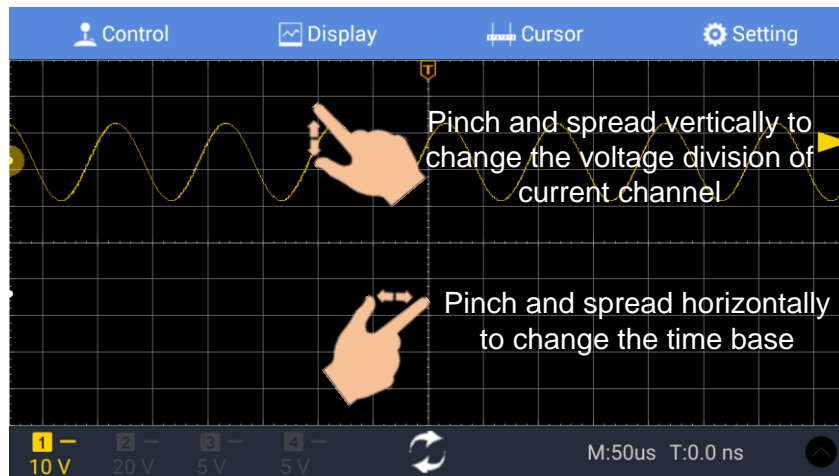 Control Display Cursor Setting
T
Pinch and spread vertically to
change the voltage division of
current channel
Pinch and spread horizontally
to change the time base
1 2 3 4
10 V 20 V 5 V 5 V
M:50us T:0.0 ns